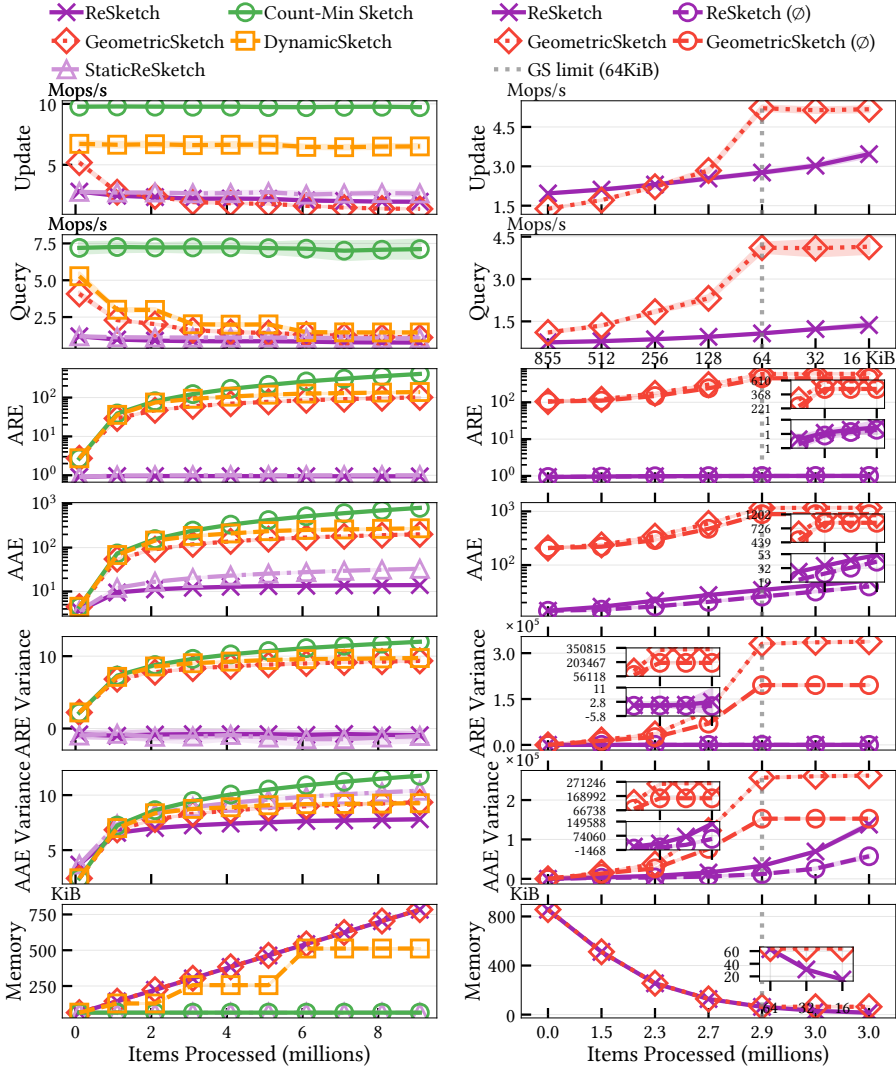 ReSketch
Count-Min Sketch
GeometricSketch
DynamicSketch
StaticReSketch
ReSketch
ReSketch (∅)
GeometricSketch
GeometricSketch (∅)
GS limit (64KiB)
Mops/s
Update
10
5
Mops/s
Query
7.5
5.0
2.5
ARE
10²
10¹
10⁰
AAE
10³
10²
10¹
ARE Variance
10
0
AAE Variance
10
5
KiB
Memory
750
500
250
0
2
4
6
8
Items Processed (millions)
Mops/s
Update
4.5
3.0
1.5
Mops/s
Query
4.5
3.0
1.5
855
512
256
128
64
32
16
KiB
ARE
10²
10¹
10⁰
610
368
221
1
1
1
AAE
10³
10²
1202
726
439
53
32
19
×10⁵
ARE Variance
3.0
1.5
0.0
350815
203467
56118
11
2.8
-5.8
×10⁵
AAE Variance
2
1
0
271246
168992
66738
149588
74060
-1468
KiB
Memory
800
400
0
60
40
20
64
32
16
0.0
1.5
2.3
2.7
2.9
3.0
3.0
Items Processed (millions)